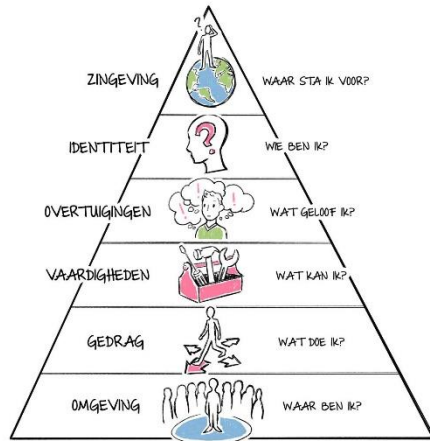 ?
ZINGEVING WAAR STA IK VOOR?
IDENTITEIT ? WIE BEN IK?
OVERTUIGINGEN ! ! ! WAT GELOOF IK?
VAARDIGHEDEN WAT KAN IK?
GEDRAG WAT DOE IK?
OMGEVING WAAR BEN IK?